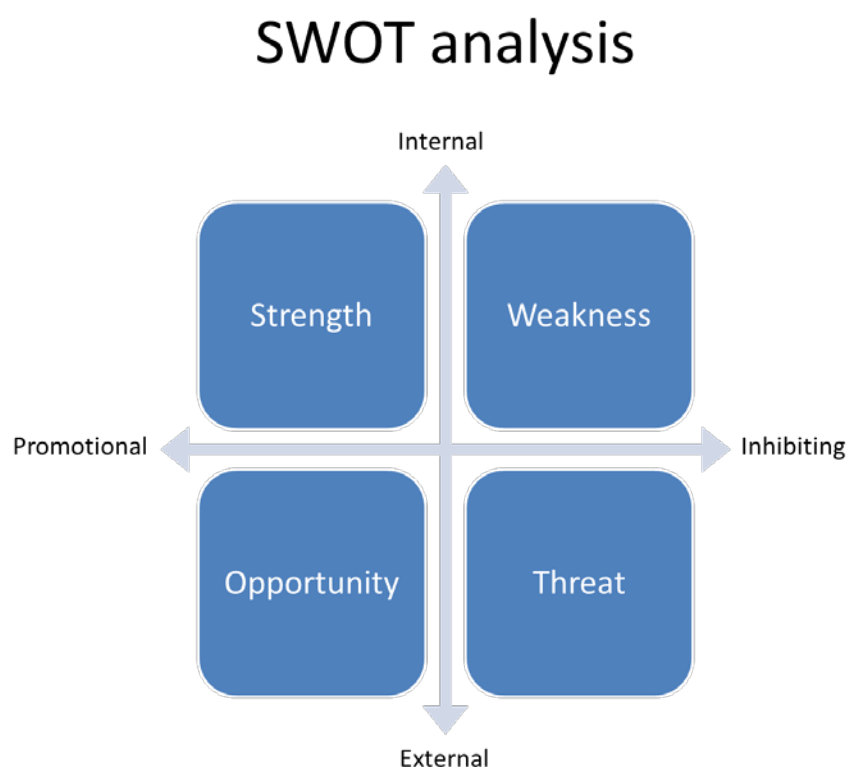 SWOT analysis
Internal
Strength
Weakness
Promotional
Inhibiting
Opportunity
Threat
External